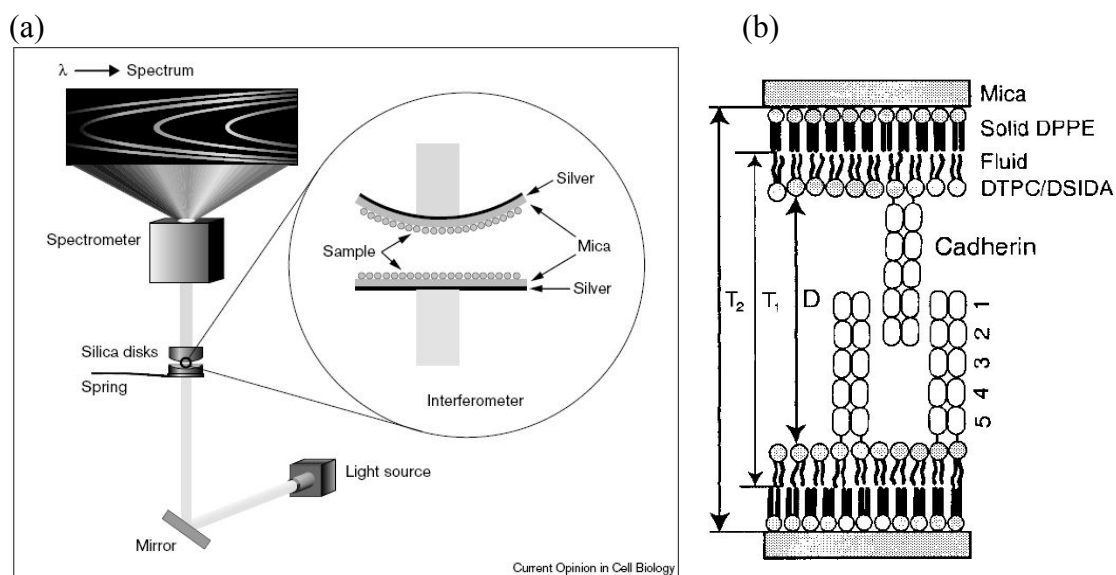 (a)
λ → Spectrum
Spectrometer
Silica disks
Spring
Mirror
Light source
Silver
Mica
Sample
Silver
Interferometer
Current Opinion in Cell Biology
(b)
Mica
Solid DPPE
Fluid
DTPC/DSIDA
Cadherin
T2
T1
D
1
2
3
4
5